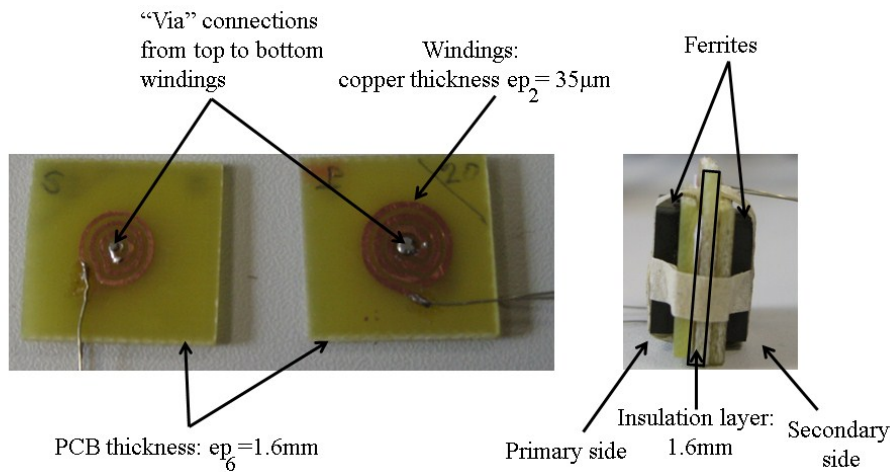 “Via” connections
from top to bottom
windings
Windings:
copper thickness ep2= 35µm
Ferrites
S
20
PCB thickness: ep6=1.6mm
Primary side
Insulation layer:
1.6mm
Secondary
side